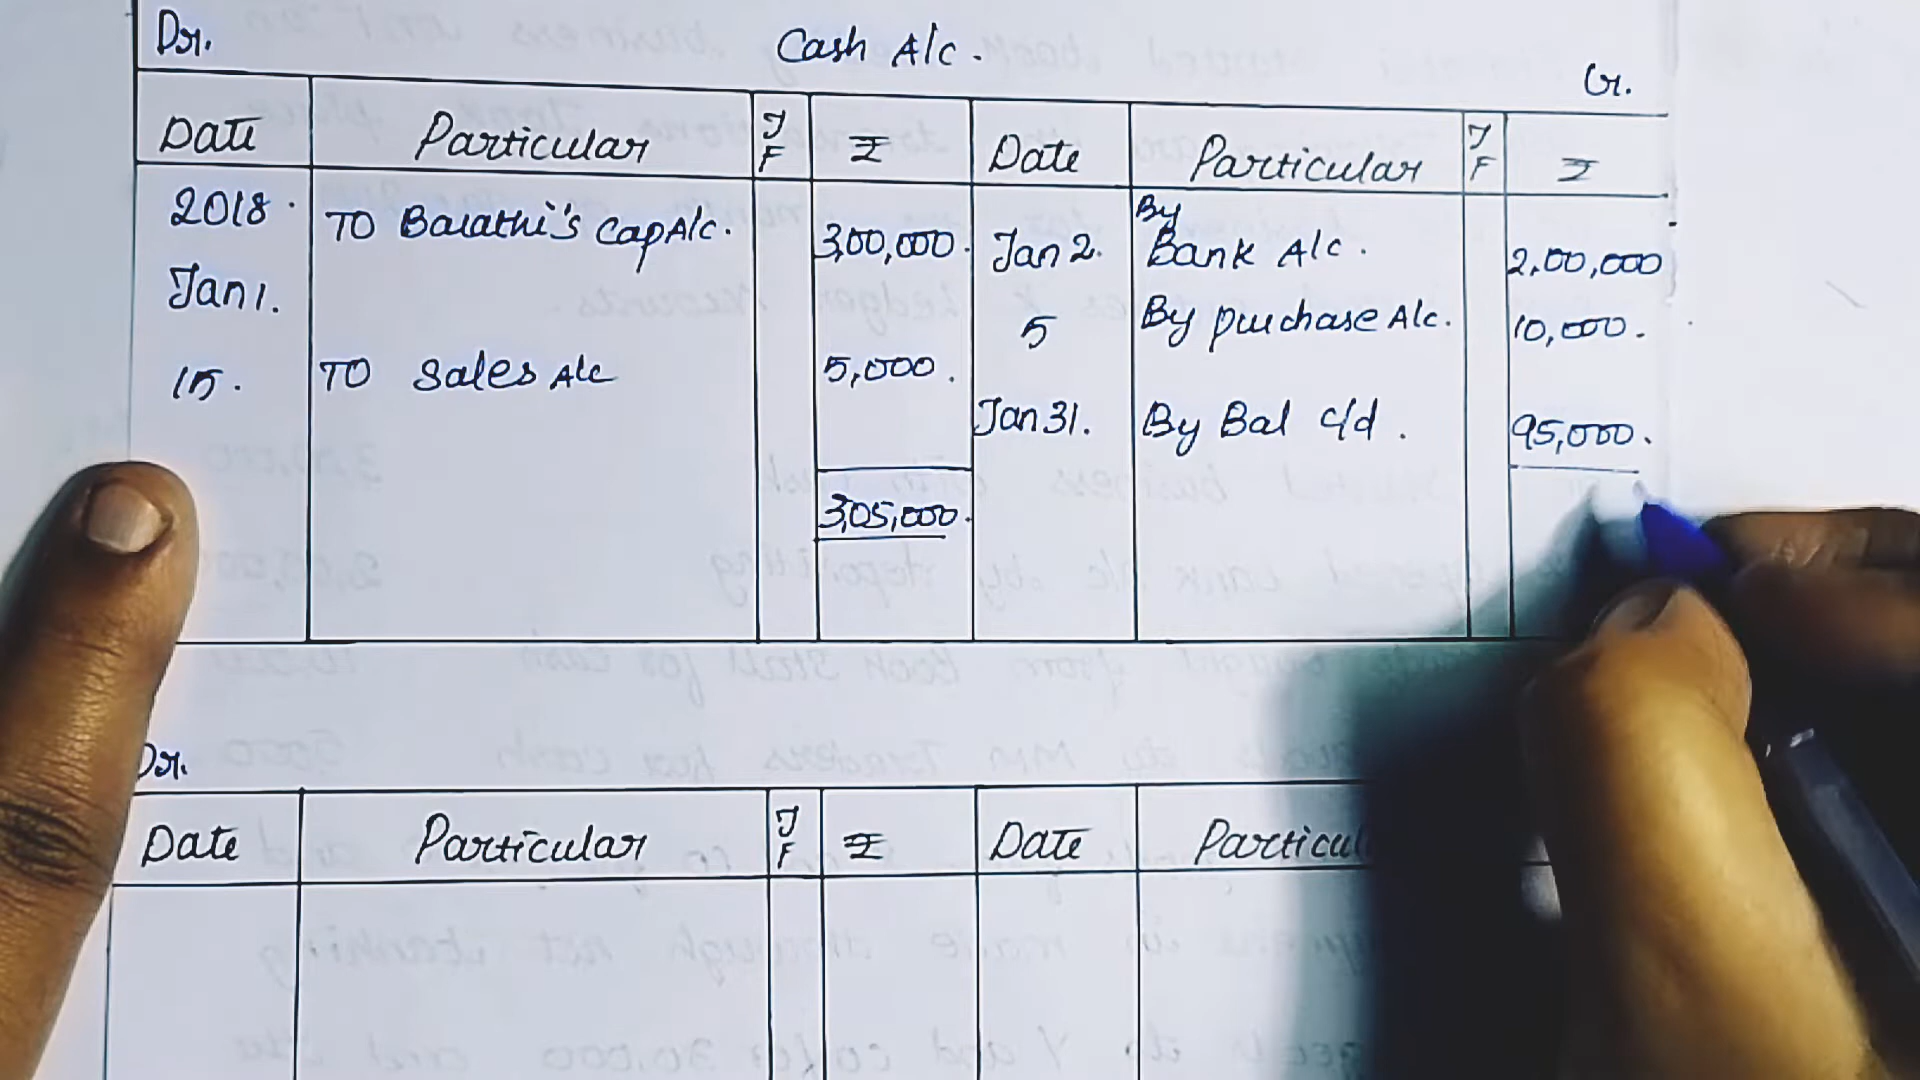 Dr. Cash A/c. Cr.
Date Particular J F ₹ Date Particular J F ₹
2018. TO Barathi's Cap A/c. 3,00,000. Jan 2. By Bank A/c. 2,00,000
Jan 1. 5 By purchase A/c. 10,000.
15. TO Sales A/c 5,000. Jan 31. By Bal c/d. 95,000.
3,05,000.
Dr.
Date Particular J F ₹ Date